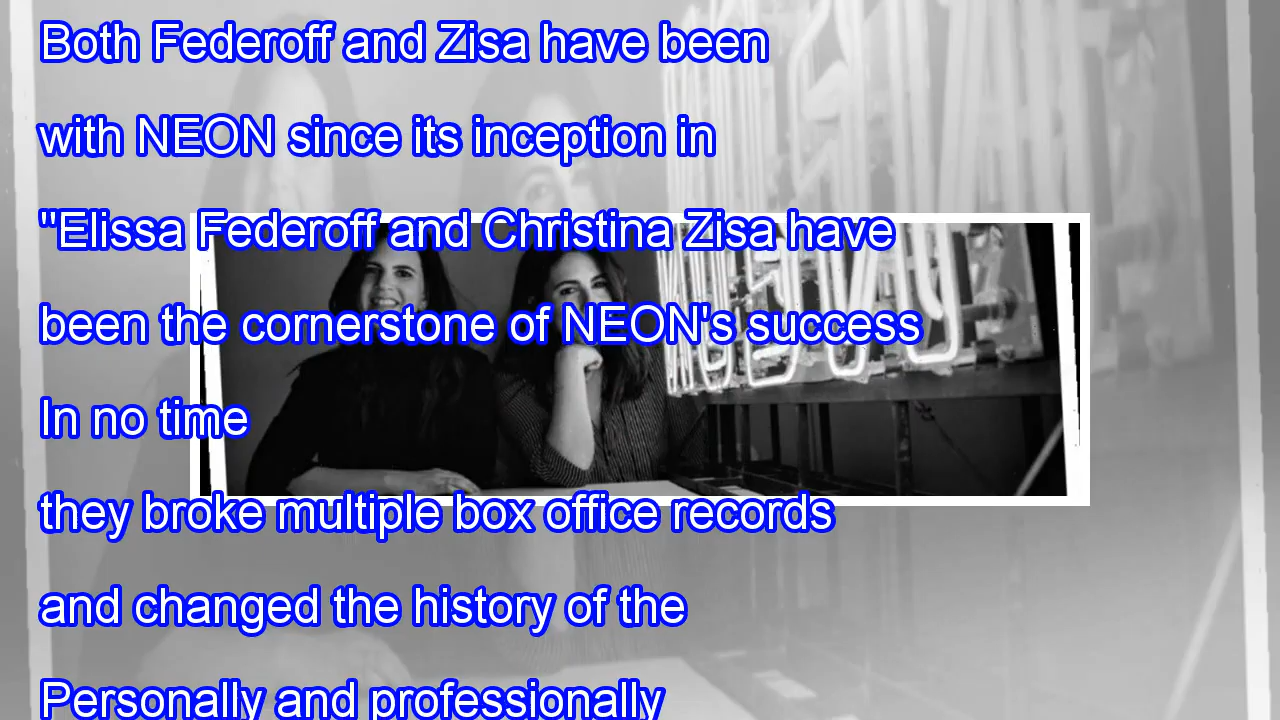 Both Federoff and Zisa have been
with NEON since its inception in
"Elissa Federoff and Christina Zisa have
been the cornerstone of NEON's success
In no time
they broke multiple box office records
and changed the history of the
Personally and professionally